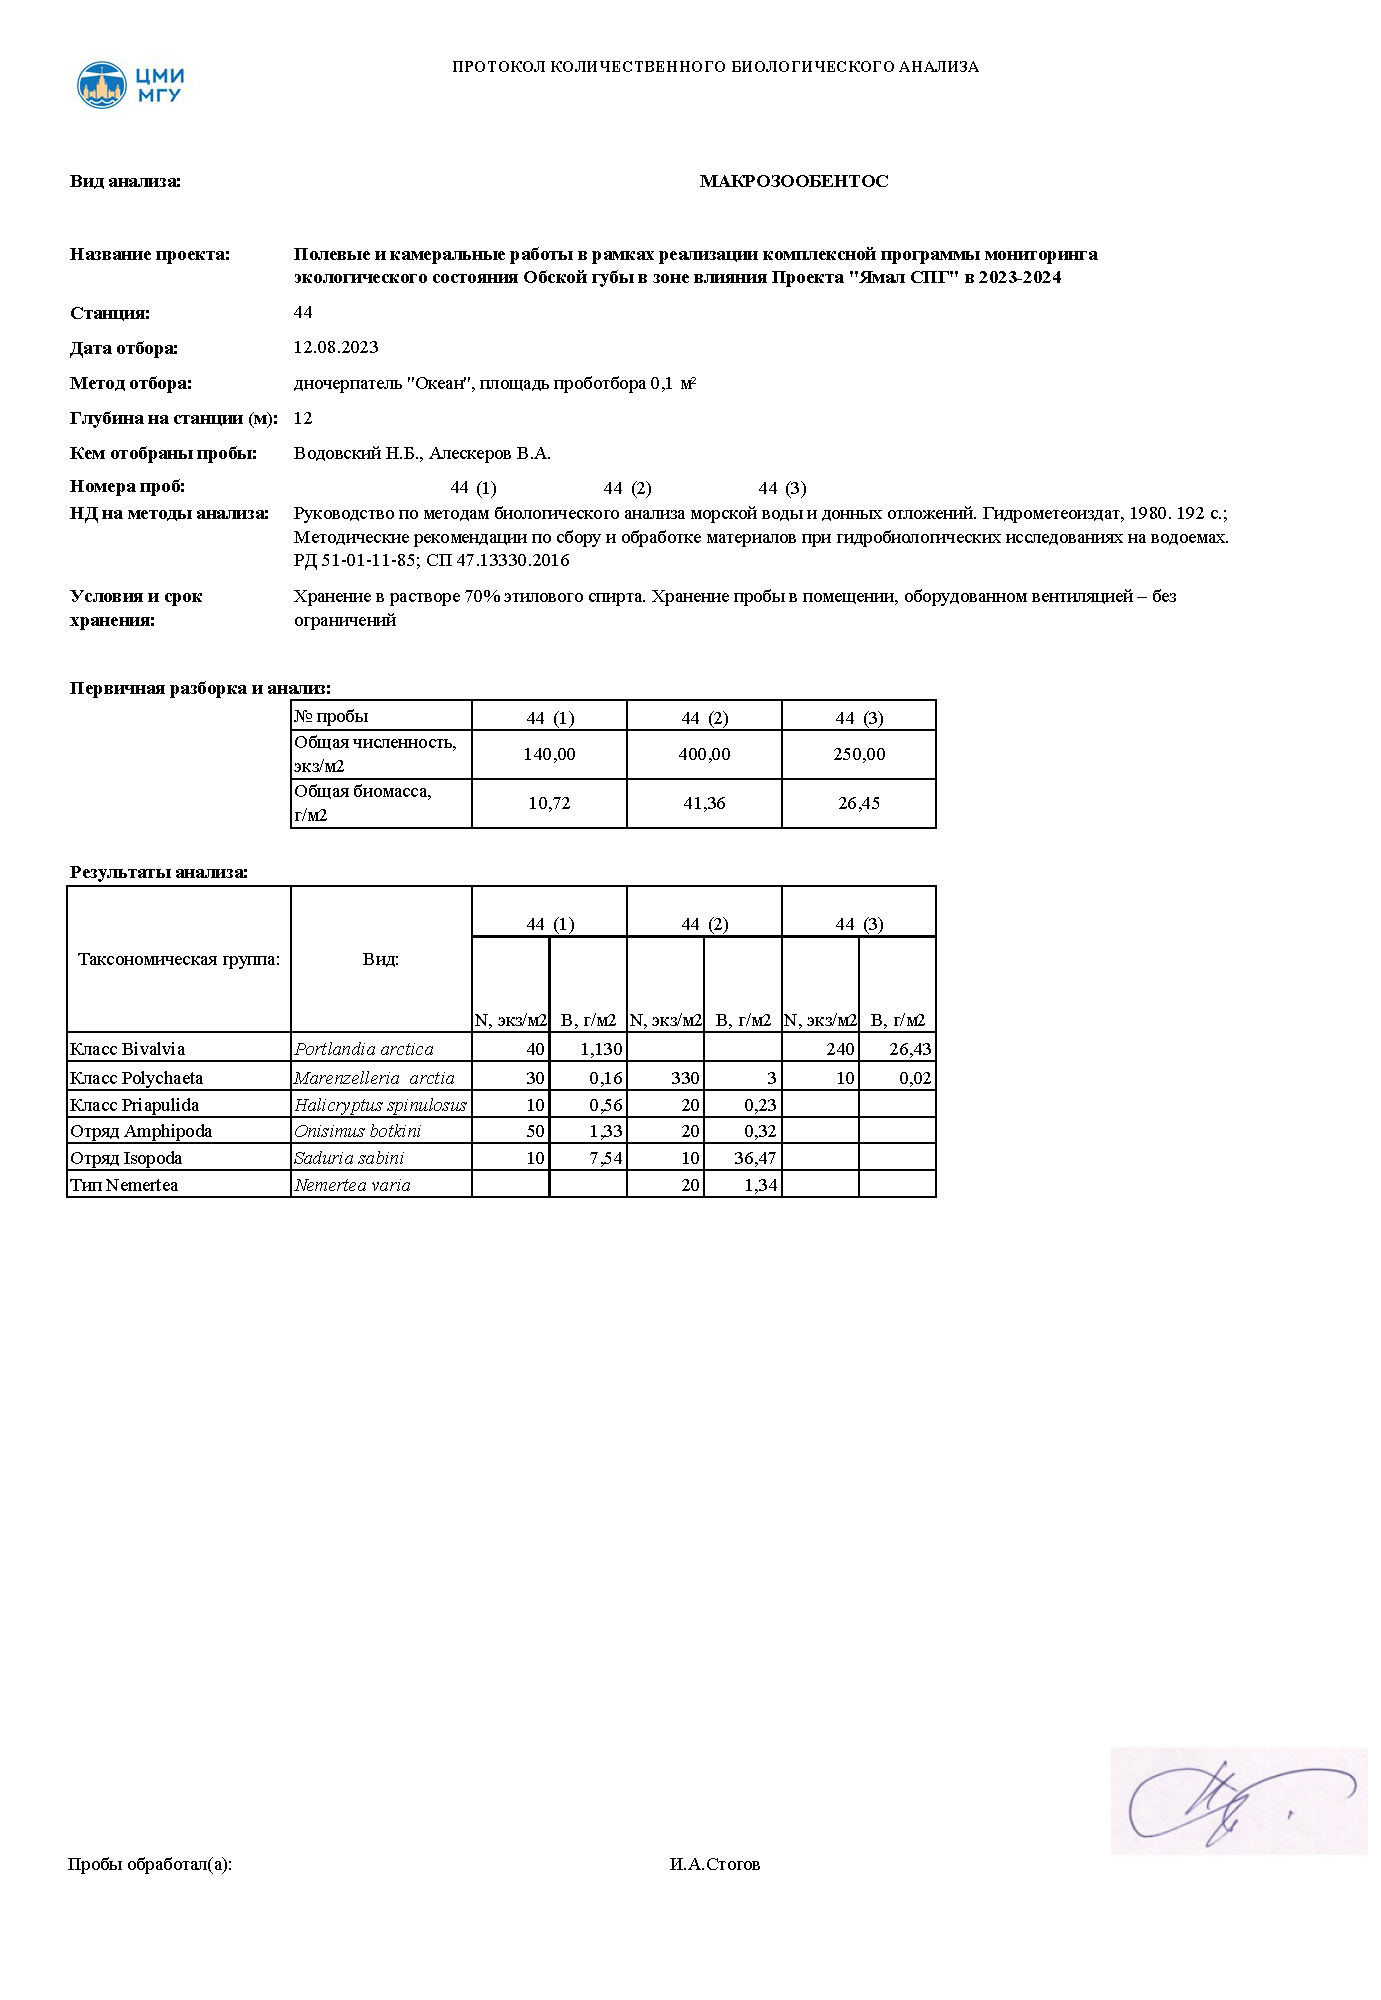 ЦМИ
МГУ
ПРОТОКОЛ КОЛИЧЕСТВЕННОГО БИОЛОГИЧЕСКОГО АНАЛИЗА
Вид анализа: МАКРОЗООБЕНТОС
Название проекта: Полевые и камеральные работы в рамках реализации комплексной программы мониторинга
экологического состояния Обской губы в зоне влияния Проекта "Ямал СПГ" в 2023-2024
Станция: 44
Дата отбора: 12.08.2023
Метод отбора: дночерпатель "Океан", площадь проботбора 0,1 м²
Глубина на станции (м): 12
Кем отобраны пробы: Водовский Н.Б., Алескеров В.А.
Номера проб: 44 (1) 44 (2) 44 (3)
НД на методы анализа: Руководство по методам биологического анализа морской воды и донных отложений. Гидрометеоиздат, 1980. 192 с.;
Методические рекомендации по сбору и обработке материалов при гидробиологических исследованиях на водоемах.
РД 51-01-11-85; СП 47.13330.2016
Условия и срок Хранение в растворе 70% этилового спирта. Хранение пробы в помещении, оборудованном вентиляцией – без
хранения: ограничений
Первичная разборка и анализ:
№ пробы 44 (1) 44 (2) 44 (3)
Общая численность,
экз/м2 140,00 400,00 250,00
Общая биомасса,
г/м2 10,72 41,36 26,45
Результаты анализа:
44 (1) 44 (2) 44 (3)
Таксономическая группа: Вид:
N, экз/м2 B, г/м2 N, экз/м2 B, г/м2 N, экз/м2 B, г/м2
Класс Bivalvia Portlandia arctica 40 1,130 240 26,43
Класс Polychaeta Marenzelleria arctia 30 0,16 330 3 10 0,02
Класс Priapulida Halicryptus spinulosus 10 0,56 20 0,23
Отряд Amphipoda Onisimus botkini 50 1,33 20 0,32
Отряд Isopoda Saduria sabini 10 7,54 10 36,47
Тип Nemertea Nemertea varia 20 1,34
Пробы обработал(а): И.А.Стогов